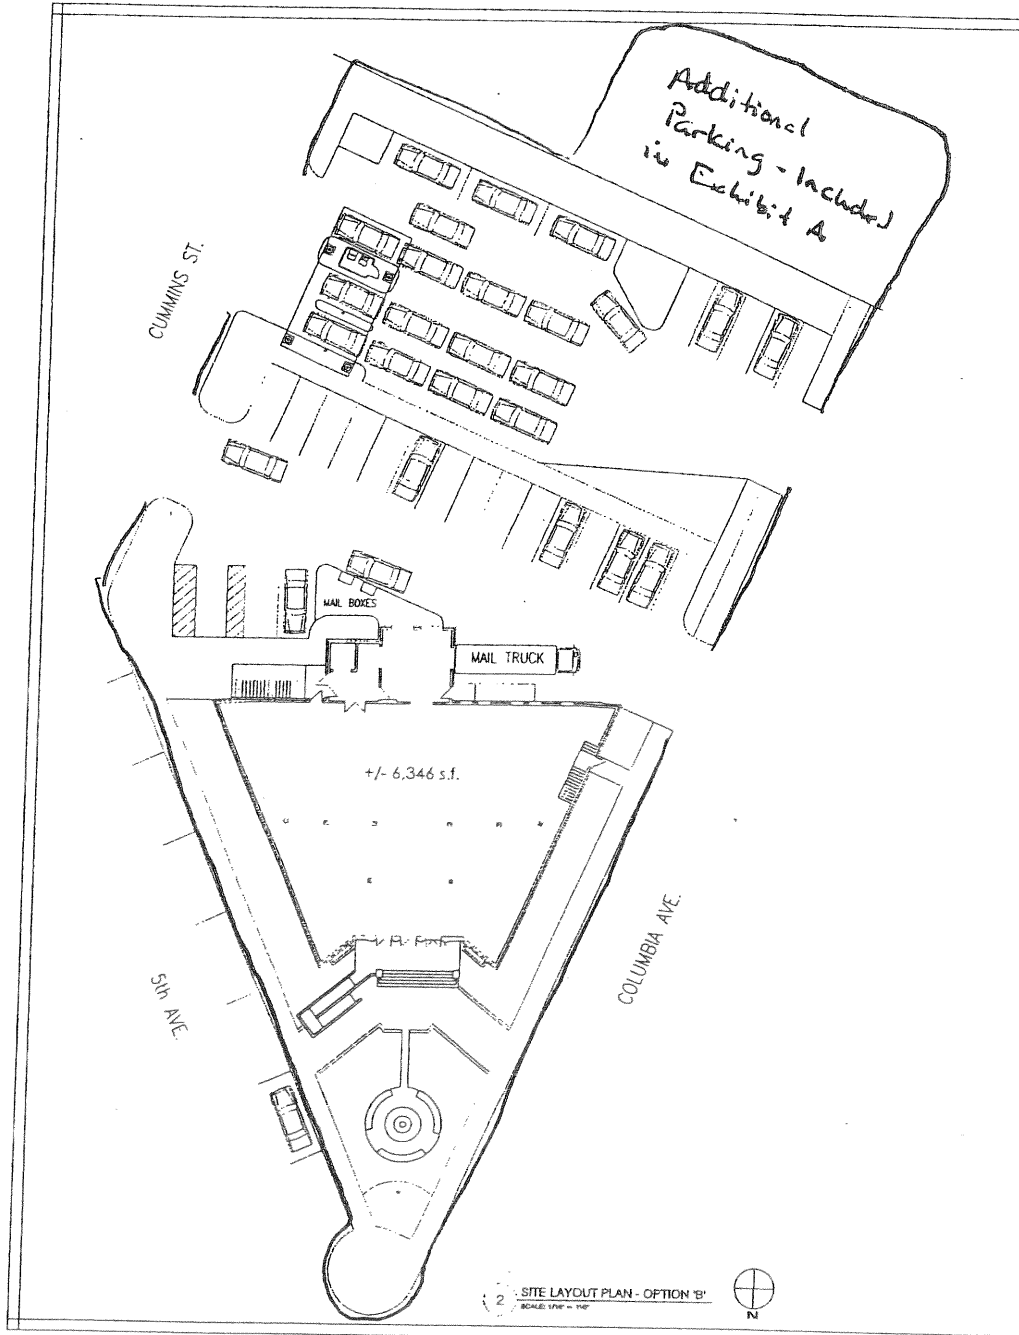 Additional
Parking - Included
in Exhibit A
CUMMINS ST.
MAIL BOXES
MAIL TRUCK
+/- 6,346 s.f.
5th AVE.
COLUMBIA AVE.
2
SITE LAYOUT PLAN - OPTION 'B'
SCALE:
N